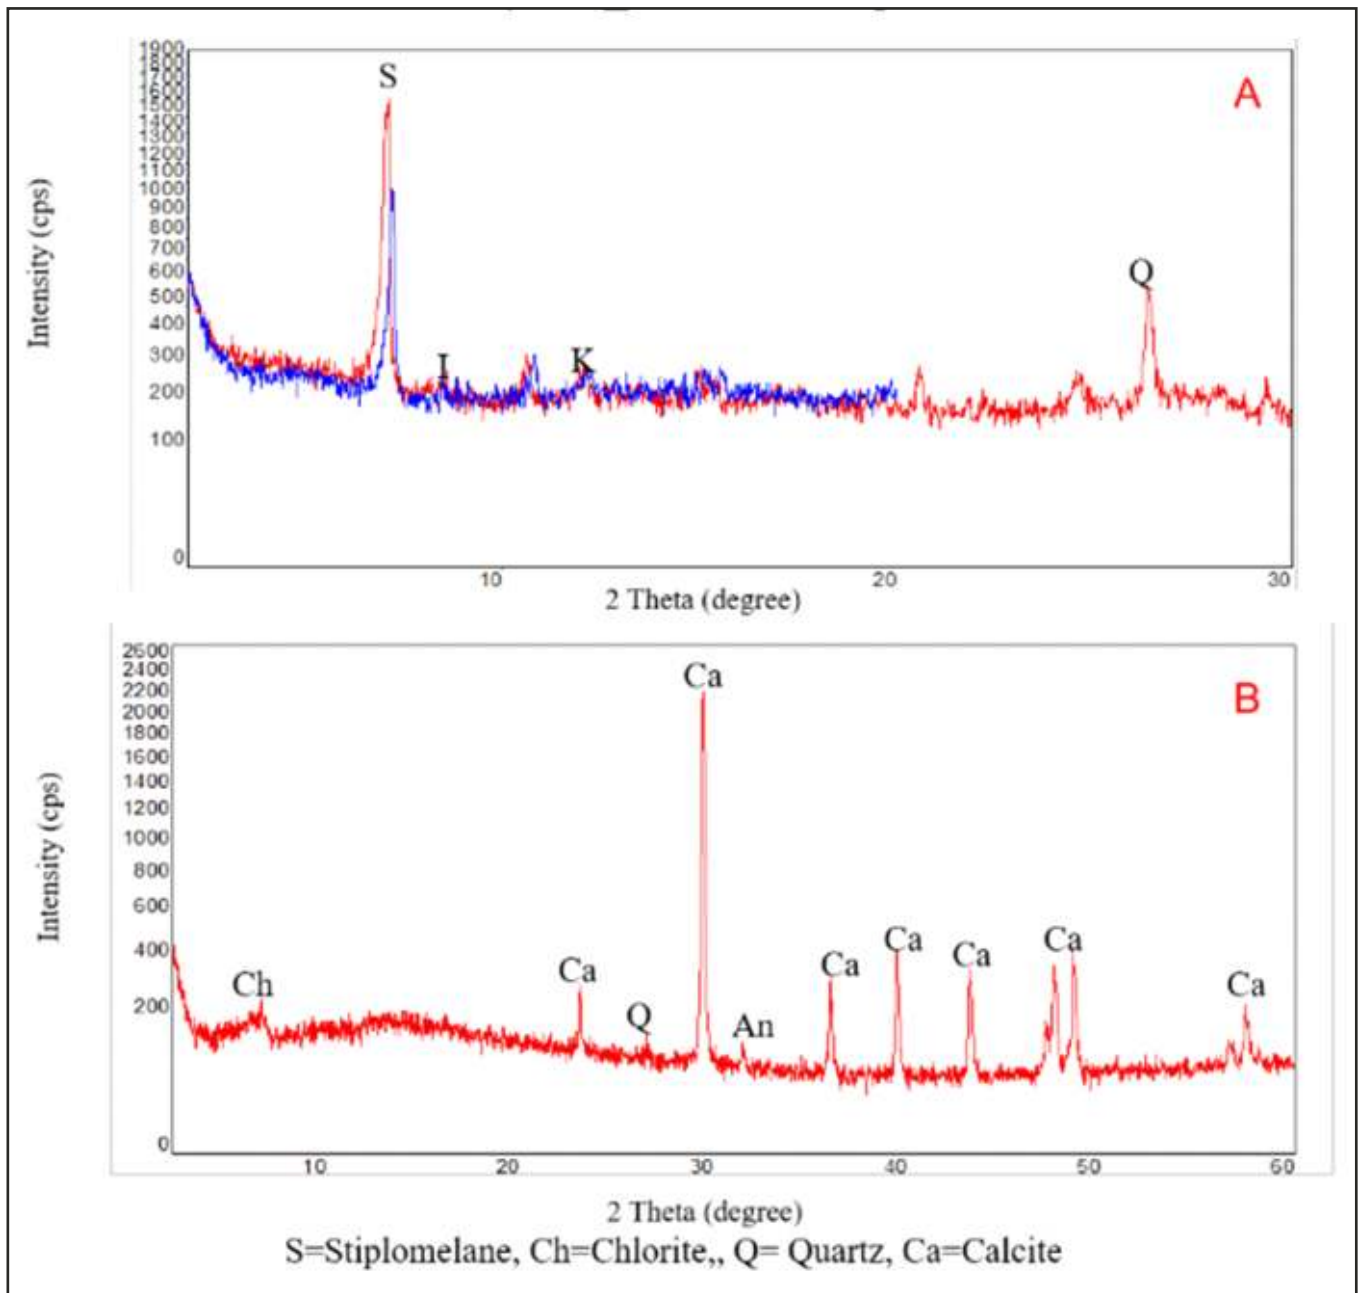 1900
1800
1700
1600
1500
1400
1300
1200
1100
1000
900
800
700
600
500
400
300
200
100
0
Intensity (cps)
S
A
I
K
Q
10 20 30
2 Theta (degree)
2600
2400
2200
2000
1800
1600
1400
1200
1000
800
600
400
200
0
Intensity (cps)
Ca
B
Ch
Ca
Q
An
Ca
Ca
Ca
Ca
Ca
10 20 30 40 50 60
2 Theta (degree)
S=Stiplomelane, Ch=Chlorite,, Q= Quartz, Ca=Calcite